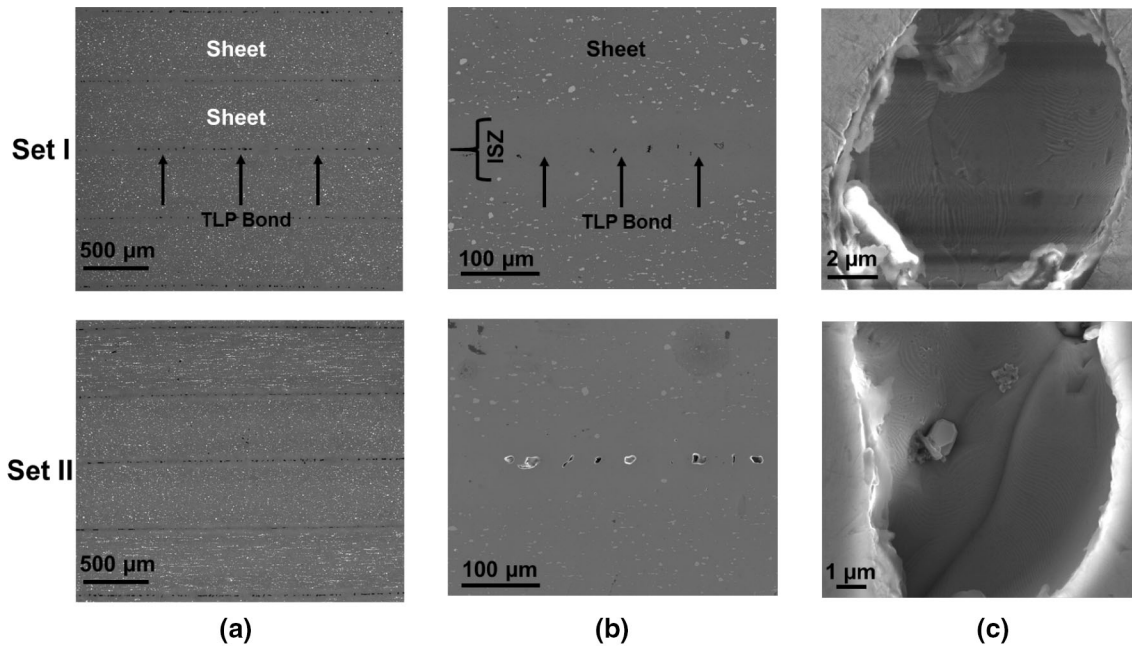 Sheet
Sheet
Set I
TLP Bond
500 µm
Sheet
ISZ
TLP Bond
100 µm
2 µm
Set II
500 µm
100 µm
1 µm
(a)
(b)
(c)